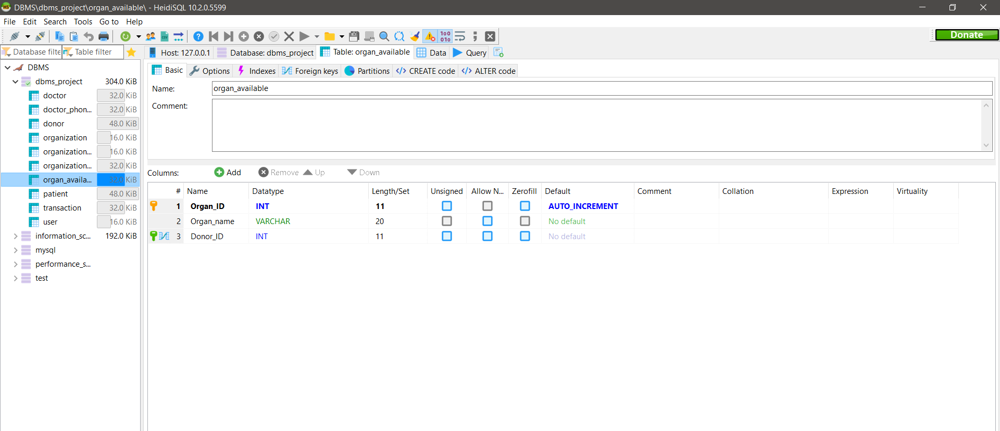 DBMS\dbms_project\organ_available\ - HeidiSQL 10.2.0.5599
File Edit Search Tools Go to Help
Donate
Database filte Table filter
Host: 127.0.0.1 Database: dbms_project Table: organ_available Data Query
DBMS
dbms_project 304.0 KiB
doctor 32.0 KiB
doctor_phon... 32.0 KiB
donor 48.0 KiB
organization 16.0 KiB
organization... 16.0 KiB
organization... 32.0 KiB
organ_availa... 32.0 KiB
patient 48.0 KiB
transaction 32.0 KiB
user 16.0 KiB
information_sc... 192.0 KiB
mysql
performance_s...
test
Basic Options Indexes Foreign keys Partitions CREATE code ALTER code
Name: organ_available
Comment:
Columns: Add Remove Up Down
# Name Datatype Length/Set Unsigned Allow N... Zerofill Default Comment Collation Expression Virtuality
1 Organ_ID INT 11 AUTO_INCREMENT
2 Organ_name VARCHAR 20 No default
3 Donor_ID INT 11 No default